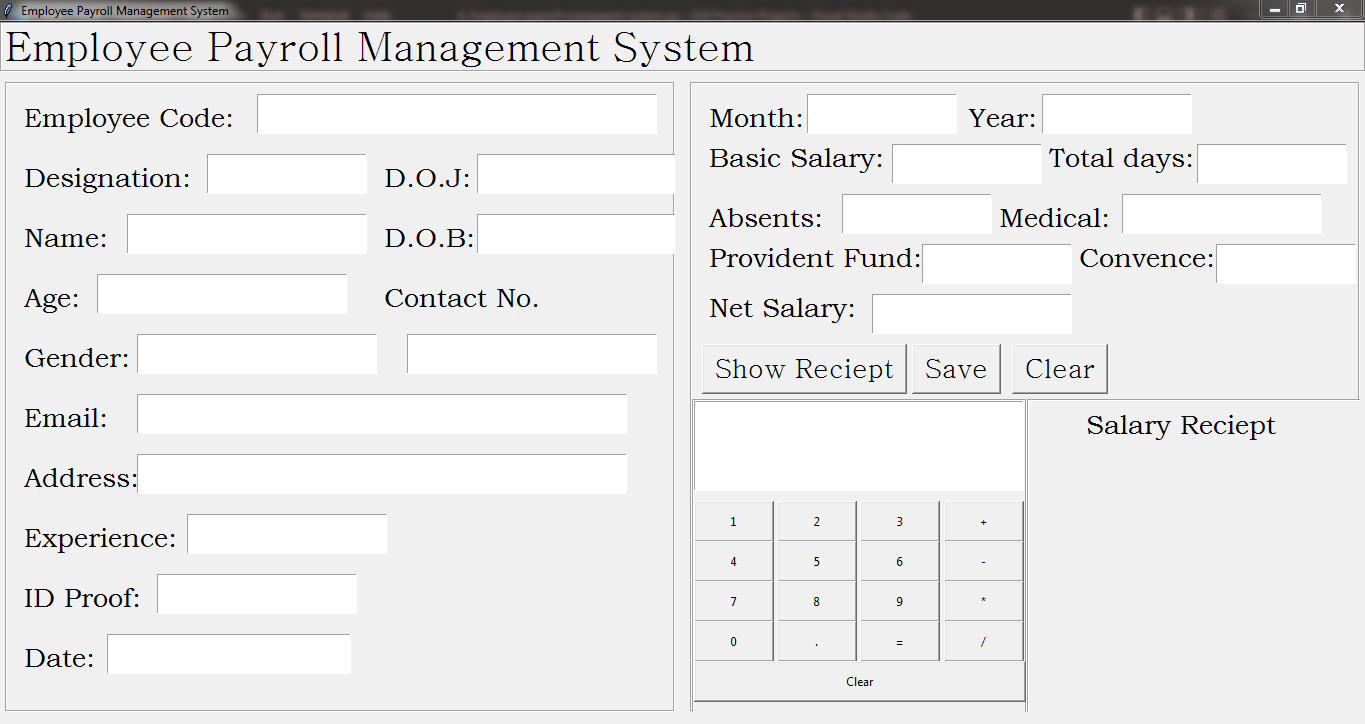 Employee Payroll Management System
Employee Payroll Management System
Employee Code:
Designation: D.O.J:
Name: D.O.B:
Age: Contact No.
Gender:
Email:
Address:
Experience:
ID Proof:
Date:
Month: Year:
Basic Salary: Total days:
Absents: Medical:
Provident Fund: Convence:
Net Salary:
Show Reciept Save Clear
1 2 3 +
4 5 6 -
7 8 9 *
0 . = /
Clear
Salary Reciept